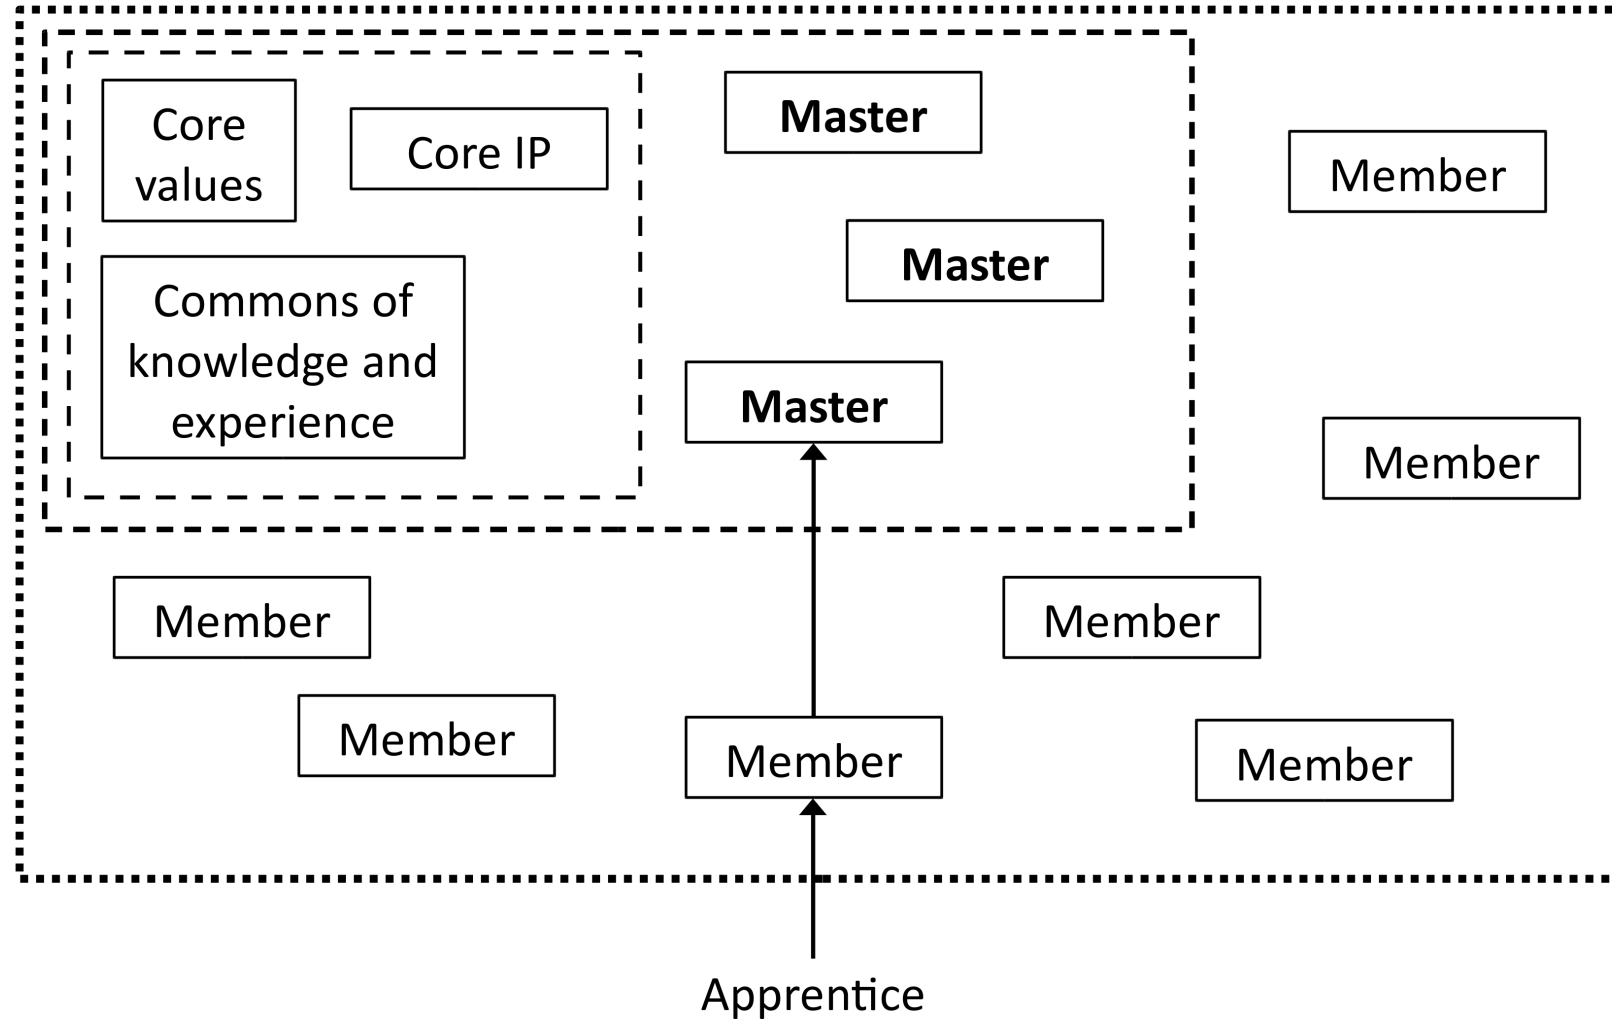 Core
values
Core IP
Commons of
knowledge and
experience
Master
Master
Master
Member
Member
Member
Member
Member
Member
Member
Apprentice